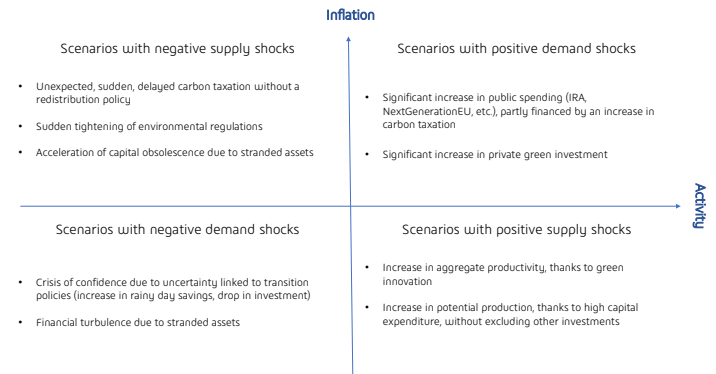 Inflation
Scenarios with negative supply shocks
• Unexpected, sudden, delayed carbon taxation without a
redistribution policy
• Sudden tightening of environmental regulations
• Acceleration of capital obsolescence due to stranded assets
Scenarios with positive demand shocks
• Significant increase in public spending (IRA,
NextGenerationEU, etc.), partly financed by an increase in
carbon taxation
• Significant increase in private green investment
Activity
Scenarios with negative demand shocks
• Crisis of confidence due to uncertainty linked to transition
policies (increase in rainy day savings, drop in investment)
• Financial turbulence due to stranded assets
Scenarios with positive supply shocks
• Increase in aggregate productivity, thanks to green
innovation
• Increase in potential production, thanks to high capital
expenditure, without excluding other investments